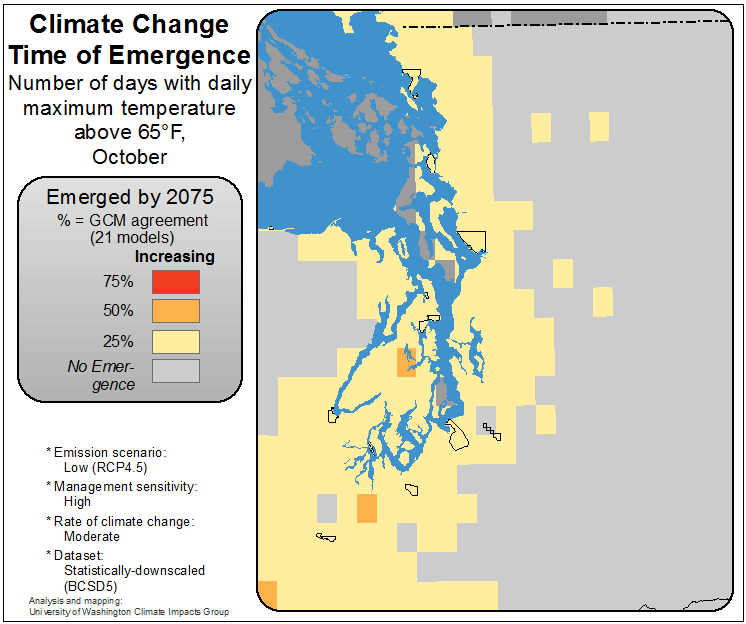 Climate Change
Time of Emergence
Number of days with daily
maximum temperature
above 65°F,
October
Emerged by 2075
% = GCM agreement
(21 models)
Increasing
75%
50%
25%
No Emer-
gence
* Emission scenario:
Low (RCP4.5)
* Management sensitivity:
High
* Rate of climate change:
Moderate
* Dataset:
Statistically-downscaled
(BCSD5)
Analysis and mapping:
University of Washington Climate Impacts Group